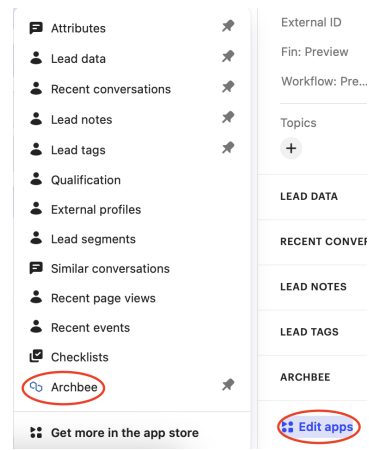 Attributes
Lead data
Recent conversations
Lead notes
Lead tags
Qualification
External profiles
Lead segments
Similar conversations
Recent page views
Recent events
Checklists
Archbee
Get more in the app store
External ID
Fin: Preview
Workflow: Pre...
Topics
+
LEAD DATA
RECENT CONVER
LEAD NOTES
LEAD TAGS
ARCHBEE
Edit apps